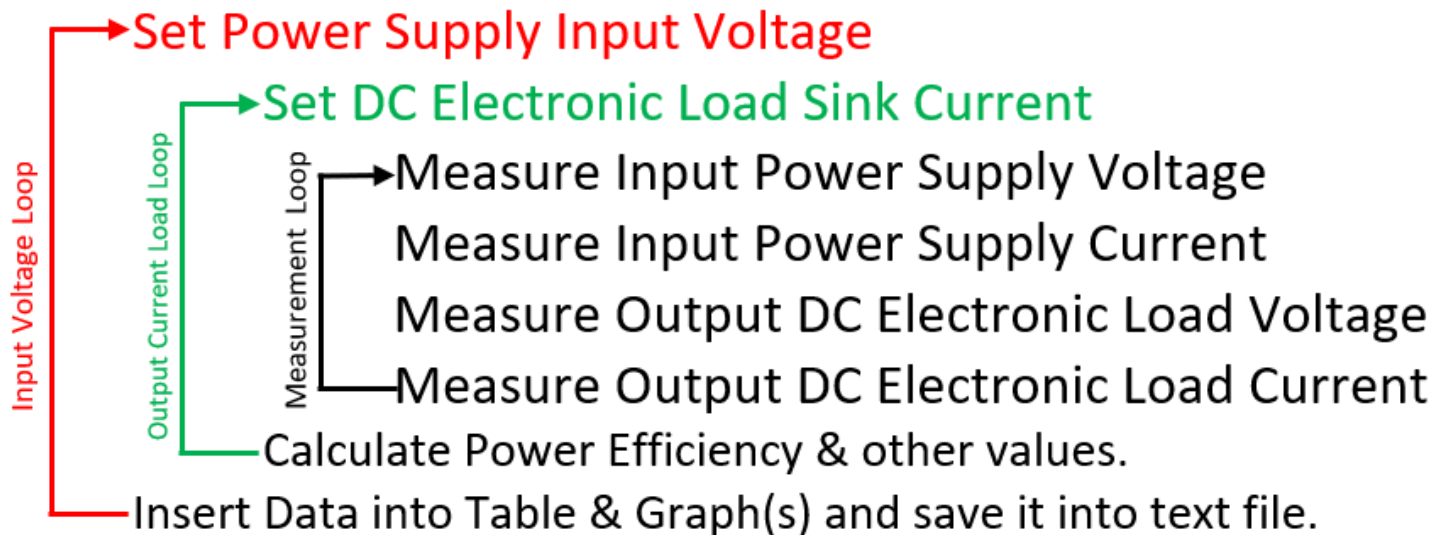 Set Power Supply Input Voltage
Set DC Electronic Load Sink Current
Measure Input Power Supply Voltage
Measure Input Power Supply Current
Measure Output DC Electronic Load Voltage
Measure Output DC Electronic Load Current
Calculate Power Efficiency & other values.
Insert Data into Table & Graph(s) and save it into text file.
Input Voltage Loop
Output Current Load Loop
Measurement Loop